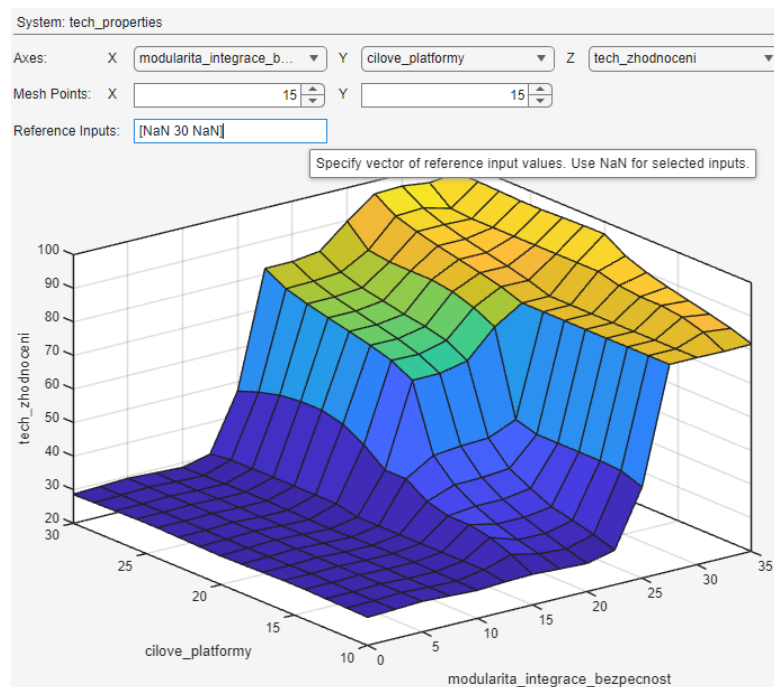 System: tech_properties
Axes: X modularita_integrace_b... Y cilove_platformy Z tech_zhodnoceni
Mesh Points: X 15 Y 15
Reference Inputs: [NaN 30 NaN]
Specify vector of reference input values. Use NaN for selected inputs.
100
90
80
70
60
50
40
30
20
tech_zhodnoceni
30
25
20
15
10
cilove_platformy
0
5
10
15
20
25
30
35
modularita_integrace_bezpecnost